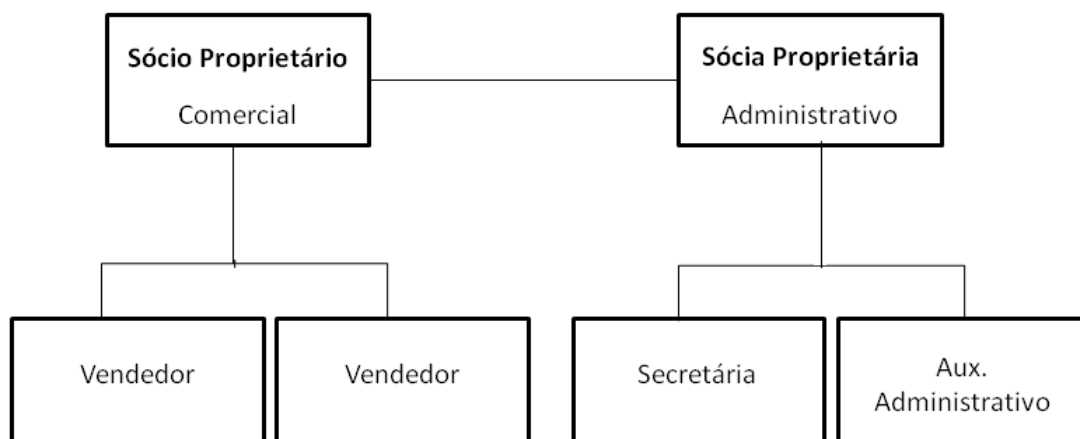 Sócio Proprietário
Comercial
Sócia Proprietária
Administrativo
Vendedor
Vendedor
Secretária
Aux.
Administrativo